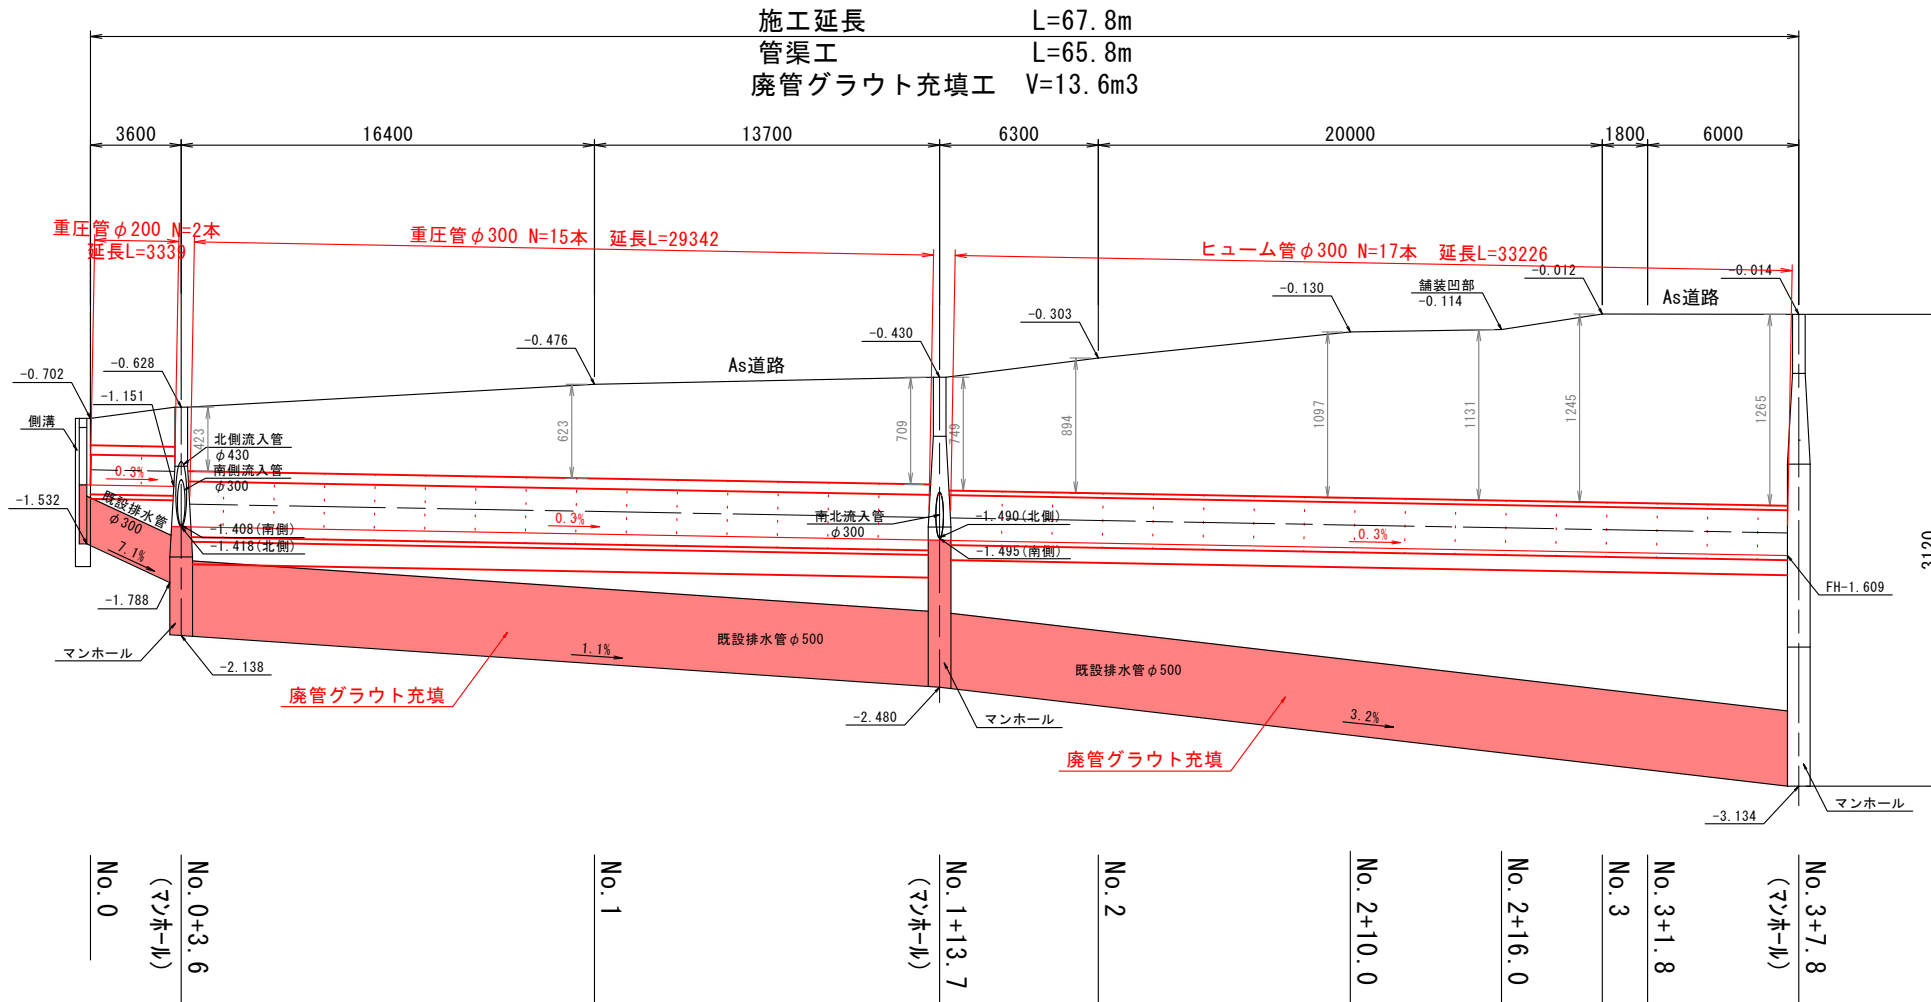 施工延長 L=67.8m
管渠工 L=65.8m
廃管グラウト充填工 V=13.6m3
3600 16400 13700 6300 20000 1800 6000
重圧管φ200 N=2本
延長L=3339
重圧管φ300 N=15本 延長L=29342
ヒューム管φ300 N=17本 延長L=33226
-0.702
-0.628
-0.476
-0.430
-0.303
-0.130
舗装凹部
-0.114
-0.012
-0.014
As道路
As道路
側溝
-1.151
北側流入管
φ430
南側流入管
φ300
423
623
709
749
894
1097
1131
1245
1265
0.3%
0.3%
0.3%
-1.532
既設排水管
φ300
7.1%
-1.408(南側)
-1.418(北側)
南北流入管
φ300
-1.490(北側)
-1.495(南側)
FH-1.609
3120
-1.788
マンホール
-2.138
廃管グラウト充填
1.1%
既設排水管φ500
既設排水管φ500
-2.480
マンホール
廃管グラウト充填
3.2%
-3.134
マンホール
No.0
No.0+3.6
(マンホール)
No.1
No.1+13.7
(マンホール)
No.2
No.2+10.0
No.2+16.0
No.3
No.3+1.8
No.3+7.8
(マンホール)